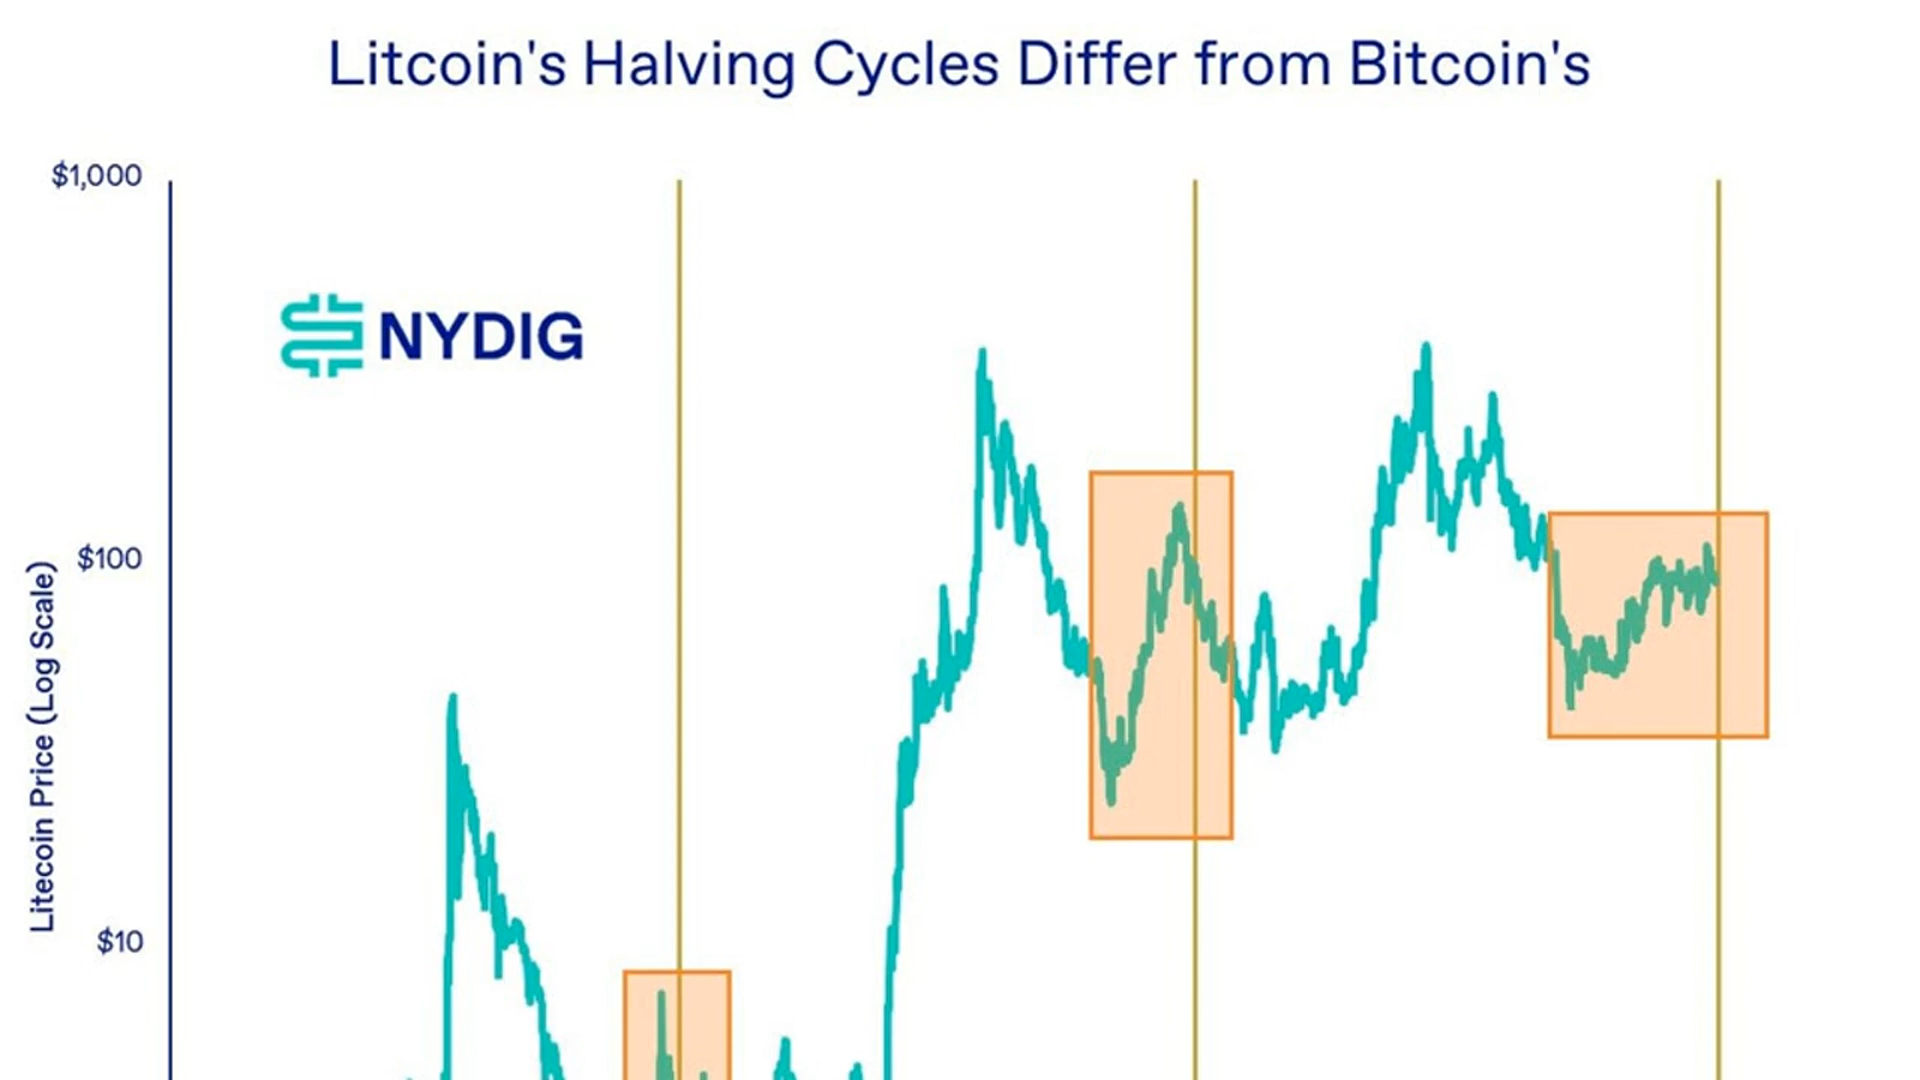 Litcoin's Halving Cycles Differ from Bitcoin's
$1,000
NYDIG
$100
Litecoin Price (Log Scale)
$10